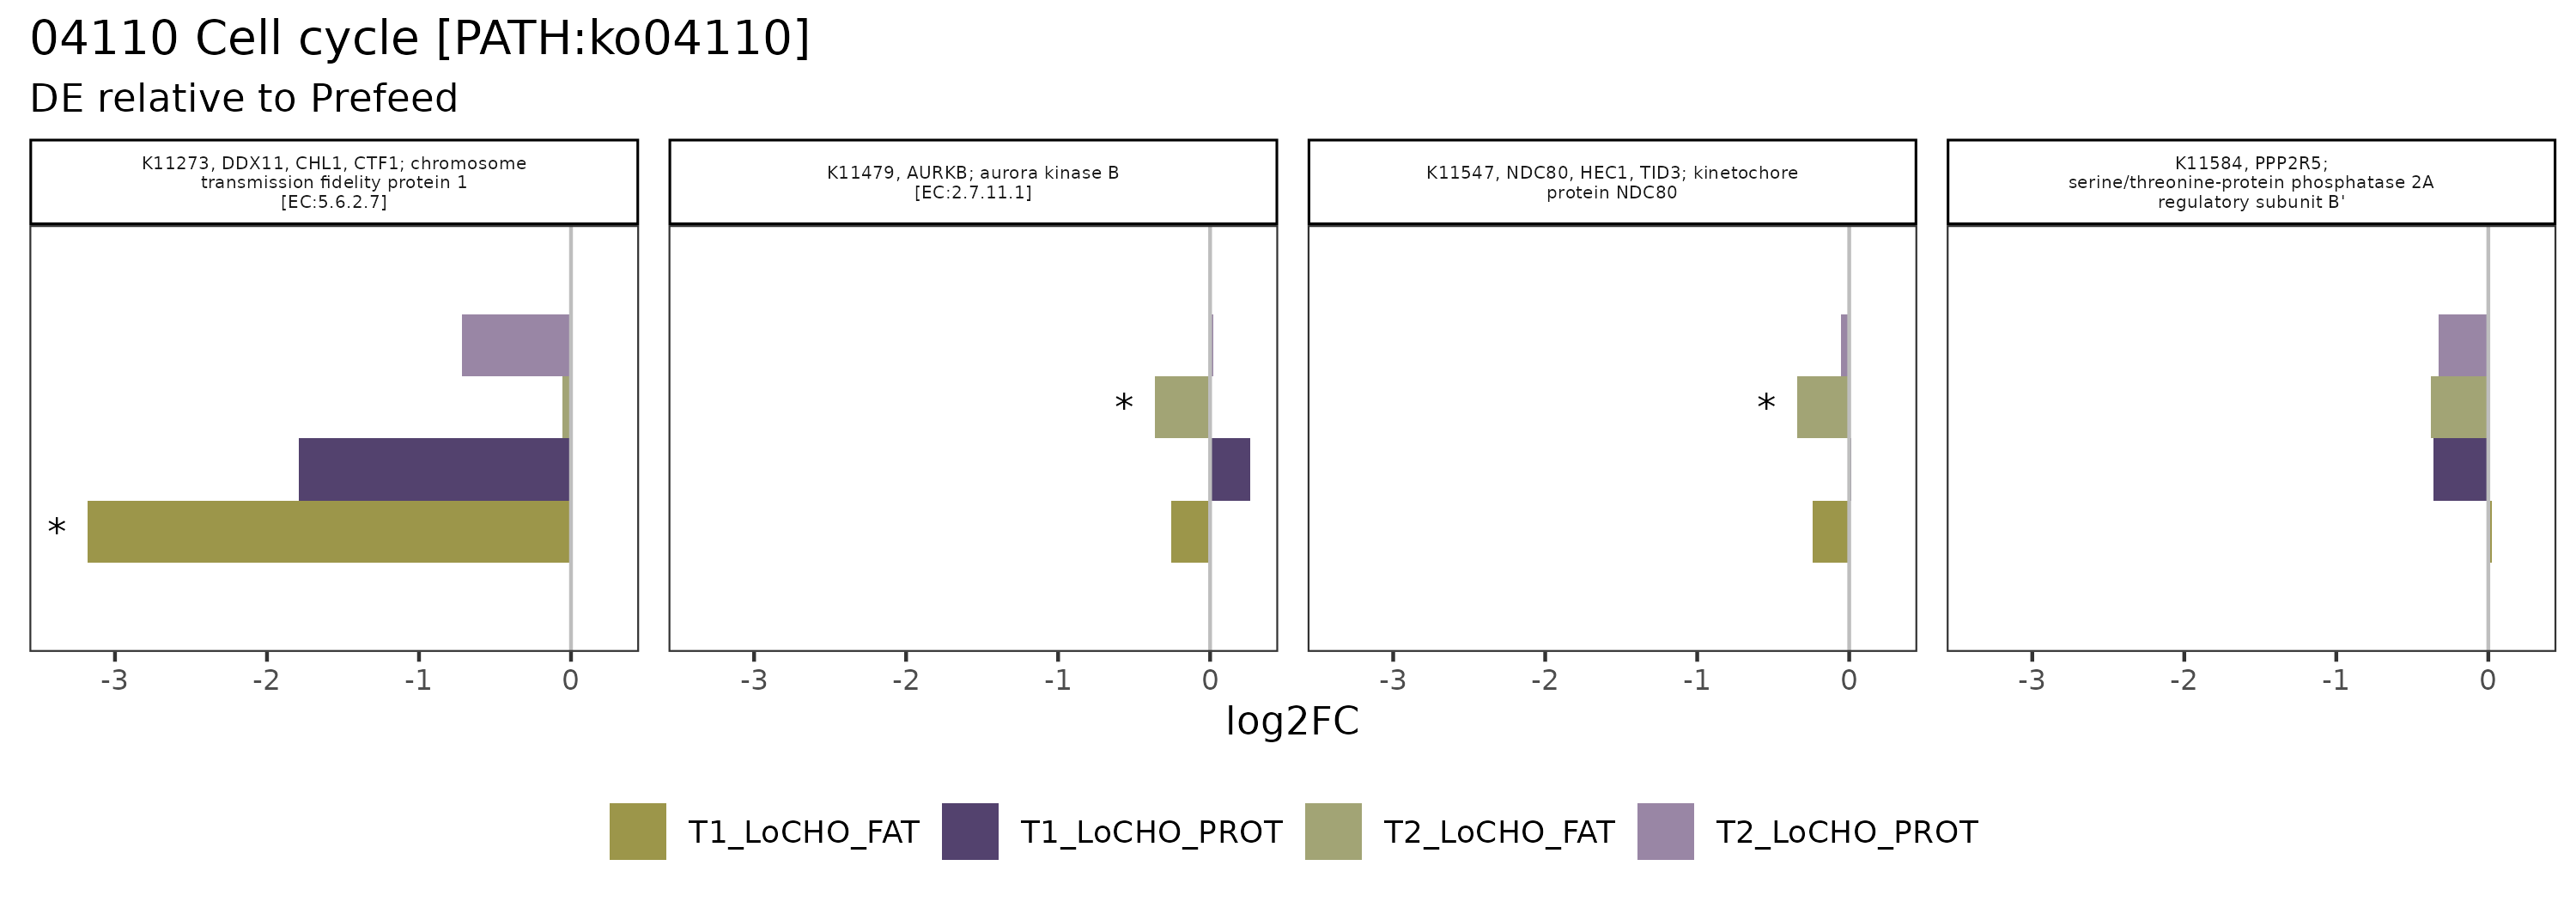 04110 Cell cycle [PATH:ko04110]
DE relative to Prefeed
K11273, DDX11, CHL1, CTF1; chromosome
transmission fidelity protein 1
[EC:5.6.2.7]
K11479, AURKB; aurora kinase B
[EC:2.7.11.1]
K11547, NDC80, HEC1, TID3; kinetochore
protein NDC80
K11584, PPP2R5;
serine/threonine-protein phosphatase 2A
regulatory subunit B'
*
*
*
-3 -2 -1 0
-3 -2 -1 0
-3 -2 -1 0
-3 -2 -1 0
log2FC
T1_LoCHO_FAT T1_LoCHO_PROT T2_LoCHO_FAT T2_LoCHO_PROT